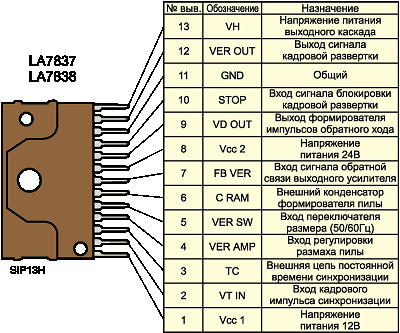 LA7837
LA7838
SIP13H
№ выв. Обозначение Назначение
13 VH Напряжение питания
выходного каскада
12 VER OUT Выход сигнала
кадровой развертки
11 GND Общий
10 STOP Вход сигнала блокировки
кадровой развертки
9 VD OUT Выход формирователя
импульсов обратного хода
8 Vcc 2 Напряжение
питания 24В
7 FB VER Вход сигнала обратной
связи выходного усилителя
6 C RAM Внешний конденсатор
формирователя пилы
5 VER SW Вход переключателя
размера (50/60Гц)
4 VER AMP Вход регулировки
размаха пилы
3 TC Внешняя цепь постоянной
времени синхронизации
2 VT IN Вход кадрового
импульса синхронизации
1 Vcc 1 Напряжение
питания 12В